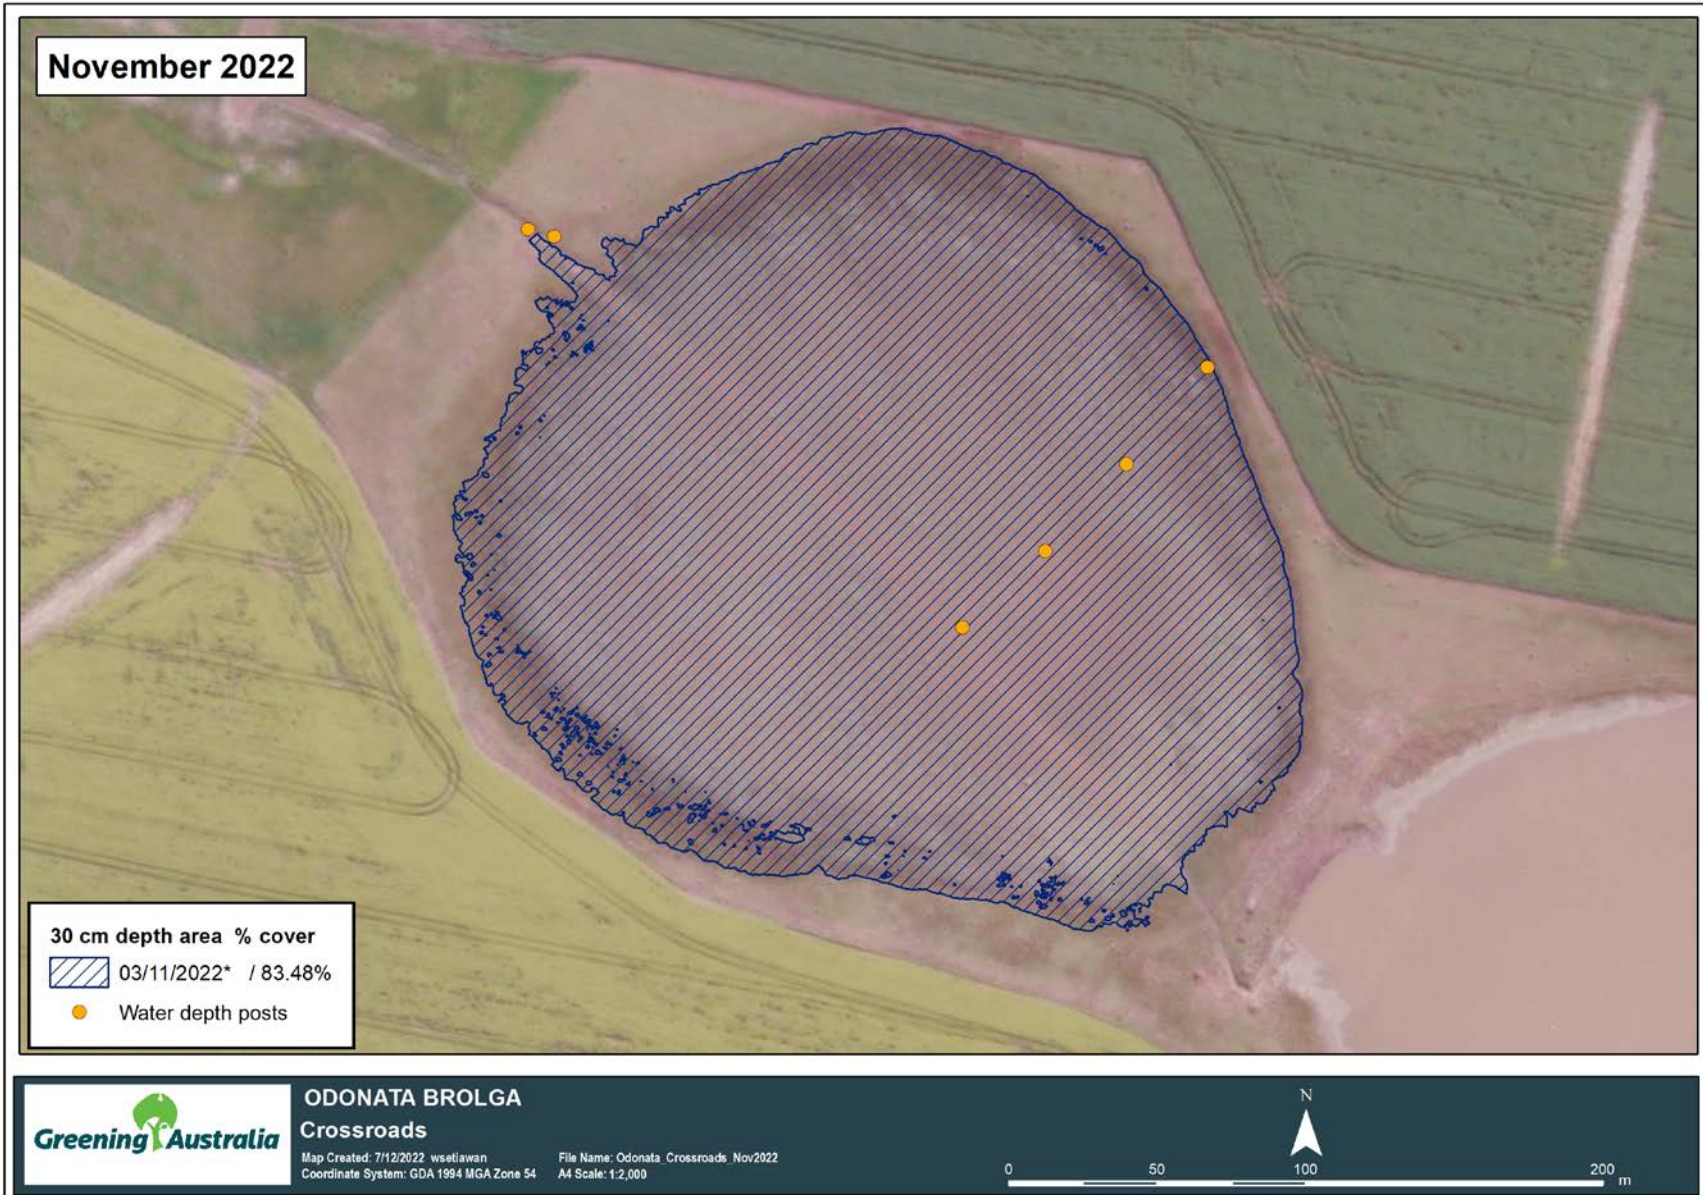 November 2022
30 cm depth area % cover
03/11/2022* / 83.48%
Water depth posts
Greening Australia
ODONATA BROLGA
Crossroads
Map Created: 7/12/2022 wsetiawan File Name: Odonata_Crossroads_Nov2022
Coordinate System: GDA 1994 MGA Zone 54 A4 Scale: 1:2,000
N
0 50 100 200
m